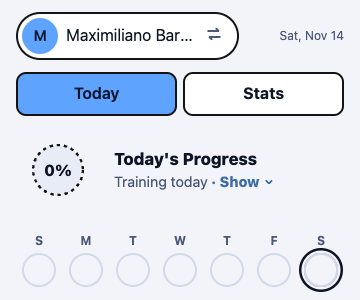 M Maximiliano Bar... Sat, Nov 14
Today Stats
0%
Today's Progress
Training today · Show
S M T W T F S